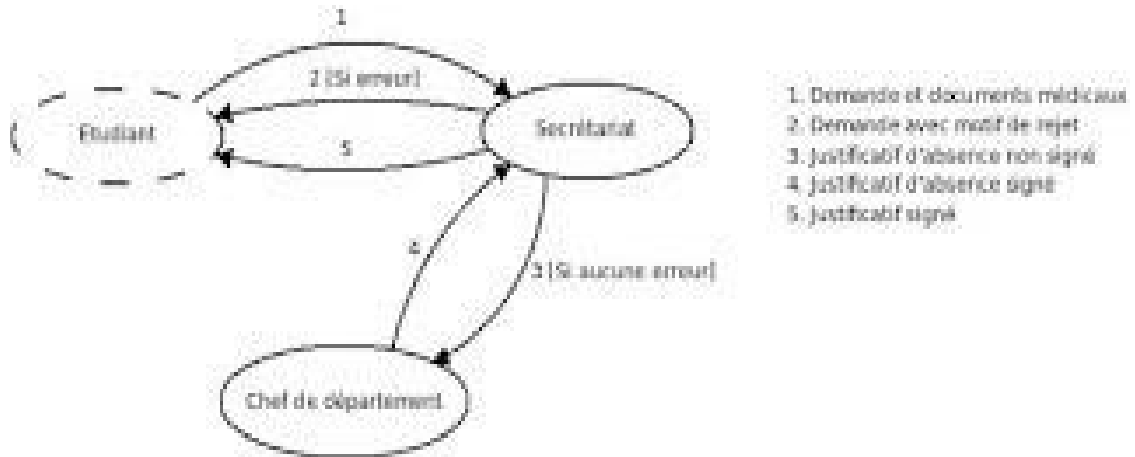 1
2 [Si erreur]
Etudiant
Secrétariat
5
4
3 [Si aucune erreur]
Chef de département
1. Demande et documents médicaux
2. Demande avec motif de rejet
3. Justificatif d'absence non signé
4. Justificatif d'absence signé
5. Justificatif signé